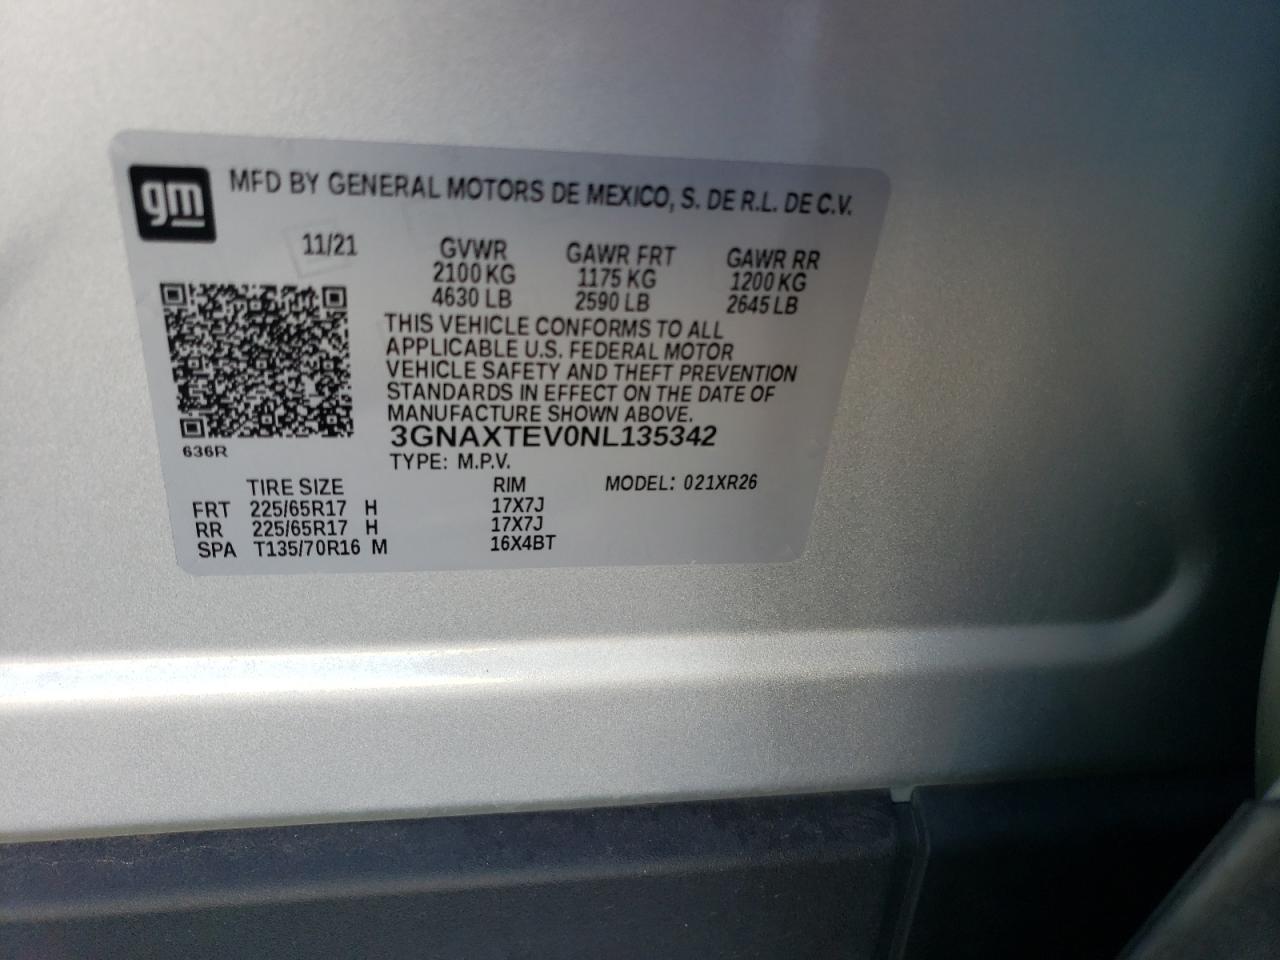 gm
MFD BY GENERAL MOTORS DE MEXICO, S. DE R.L. DE C.V.
11/21
GVWR GAWR FRT GAWR RR
2100 KG 1175 KG 1200 KG
4630 LB 2590 LB 2645 LB
THIS VEHICLE CONFORMS TO ALL
APPLICABLE U.S. FEDERAL MOTOR
VEHICLE SAFETY AND THEFT PREVENTION
STANDARDS IN EFFECT ON THE DATE OF
MANUFACTURE SHOWN ABOVE.
3GNAXTEV0NL135342
636R
TYPE: M.P.V.
TIRE SIZE RIM MODEL: 021XR26
FRT 225/65R17 H 17X7J
RR 225/65R17 H 17X7J
SPA T135/70R16 M 16X4BT